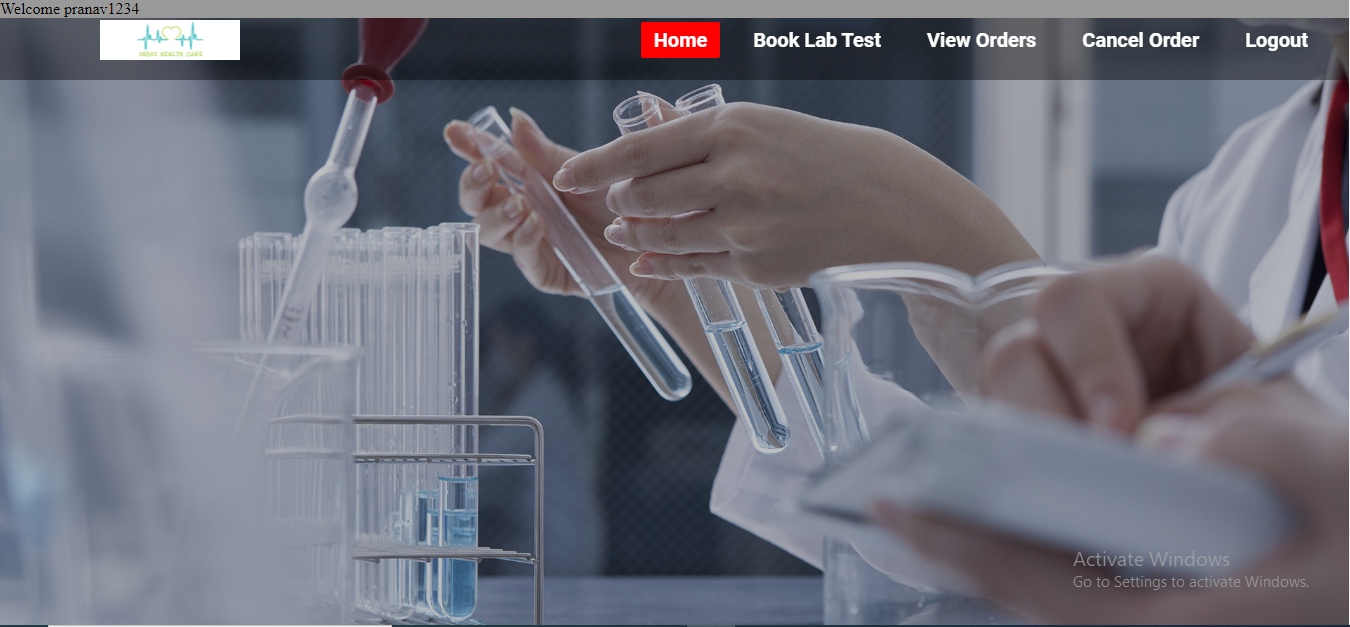 Welcome pranav1234
Home Book Lab Test View Orders Cancel Order Logout
Activate Windows
Go to Settings to activate Windows.